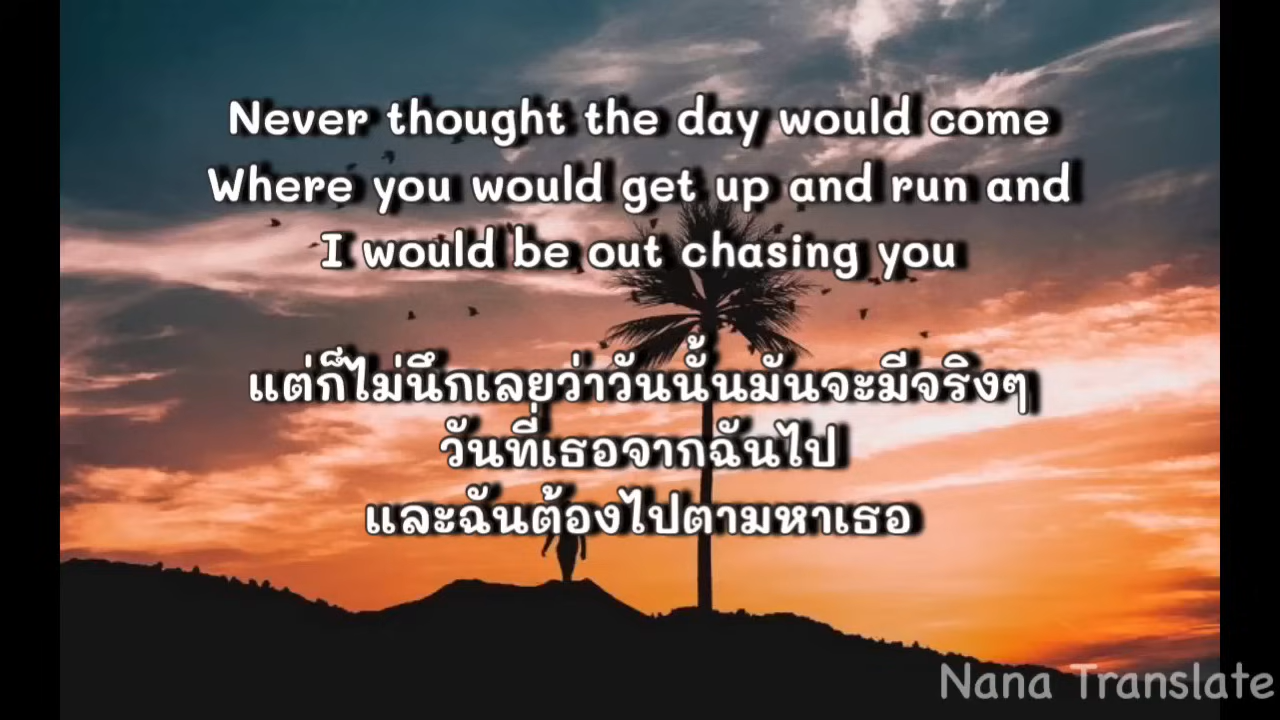 Never thought the day would come
Where you would get up and run and
I would be out chasing you
แต่ก็ไม่นึกเลยว่าวันนั้นมันจะมีจริงๆ
วันที่เธอจากฉันไป
และฉันต้องไปตามหาเธอ
Nana Translate